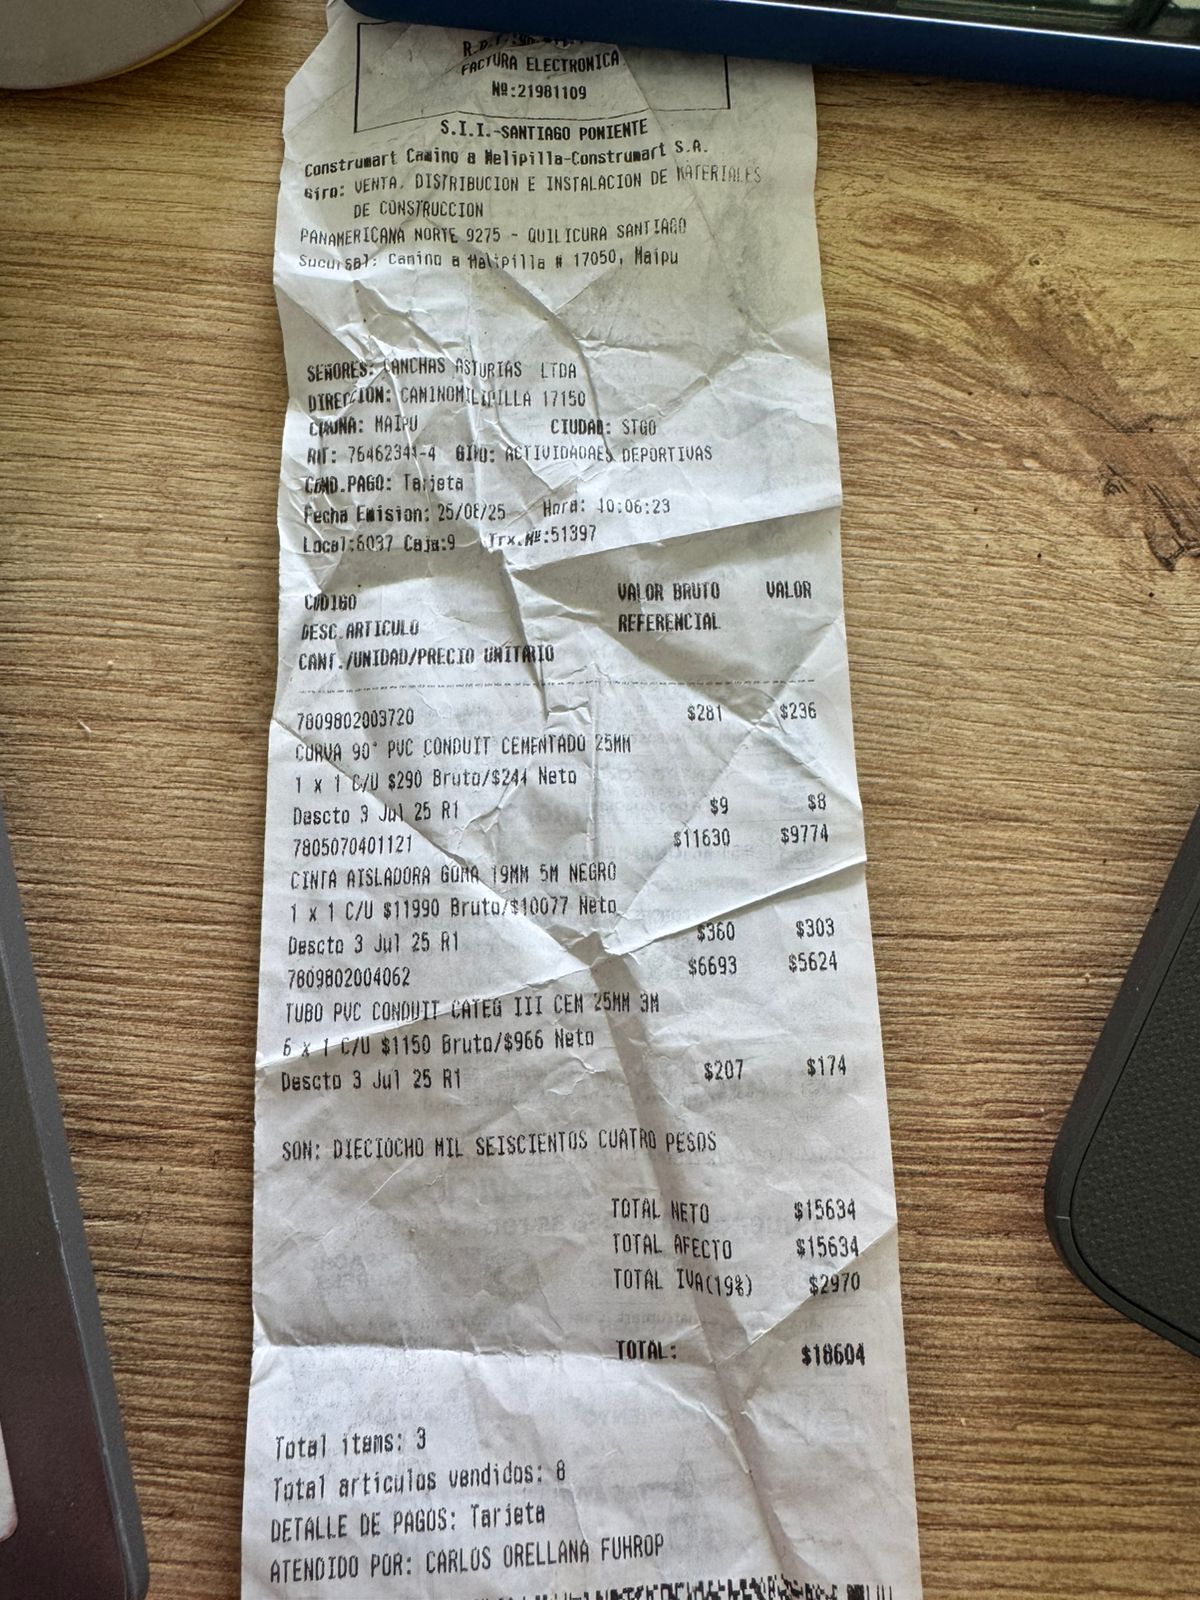 FACTURA ELECTRONICA
Nº:21981109
S.I.I.-SANTIAGO PONIENTE
Construmart Camino a Melipilla-Construmart S.A.
Giro: VENTA, DISTRIBUCION E INSTALACION DE MATERIALES
DE CONSTRUCCION
PANAMERICANA NORTE 9275 - QUILICURA SANTIAGO
Sucursal: Camino a Melipilla # 17050, Maipu
SEÑORES: CANCHAS ASTURIAS LTDA
DIRECCION: CAMINOMILIPILLA 17150
COMUNA: MAIPU CIUDAD: STGO
RUT: 76462341-4 GIRO: ACTIVIDADAES DEPORTIVAS
COND.PAGO: Tarjeta
Fecha Emision: 25/08/25 Hora: 10:06:23
Local:6037 Caja:9 Trx.Nº:51397
CODIGO VALOR BRUTO VALOR
DESC.ARTICULO REFERENCIAL
CANT./UNIDAD/PRECIO UNITARIO
7809802003720 $281 $236
CURVA 90° PVC CONDUIT CEMENTADO 25MM
1 x 1 C/U $290 Bruto/$244 Neto
Descto 3 Jul 25 R1 $9 $8
7805070401121 $11630 $9774
CINTA AISLADORA GOMA 19MM 5M NEGRO
1 x 1 C/U $11990 Bruto/$10077 Neto
Descto 3 Jul 25 R1 $360 $303
7809802004062 $6693 $5624
TUBO PVC CONDUIT CATEG III CEM 25MM 3M
6 x 1 C/U $1150 Bruto/$966 Neto
Descto 3 Jul 25 R1 $207 $174
SON: DIECIOCHO MIL SEISCIENTOS CUATRO PESOS
TOTAL NETO $15634
TOTAL AFECTO $15634
TOTAL IVA(19%) $2970
TOTAL: $18604
Total items: 3
Total articulos vendidos: 8
DETALLE DE PAGOS: Tarjeta
ATENDIDO POR: CARLOS ORELLANA FUHROP